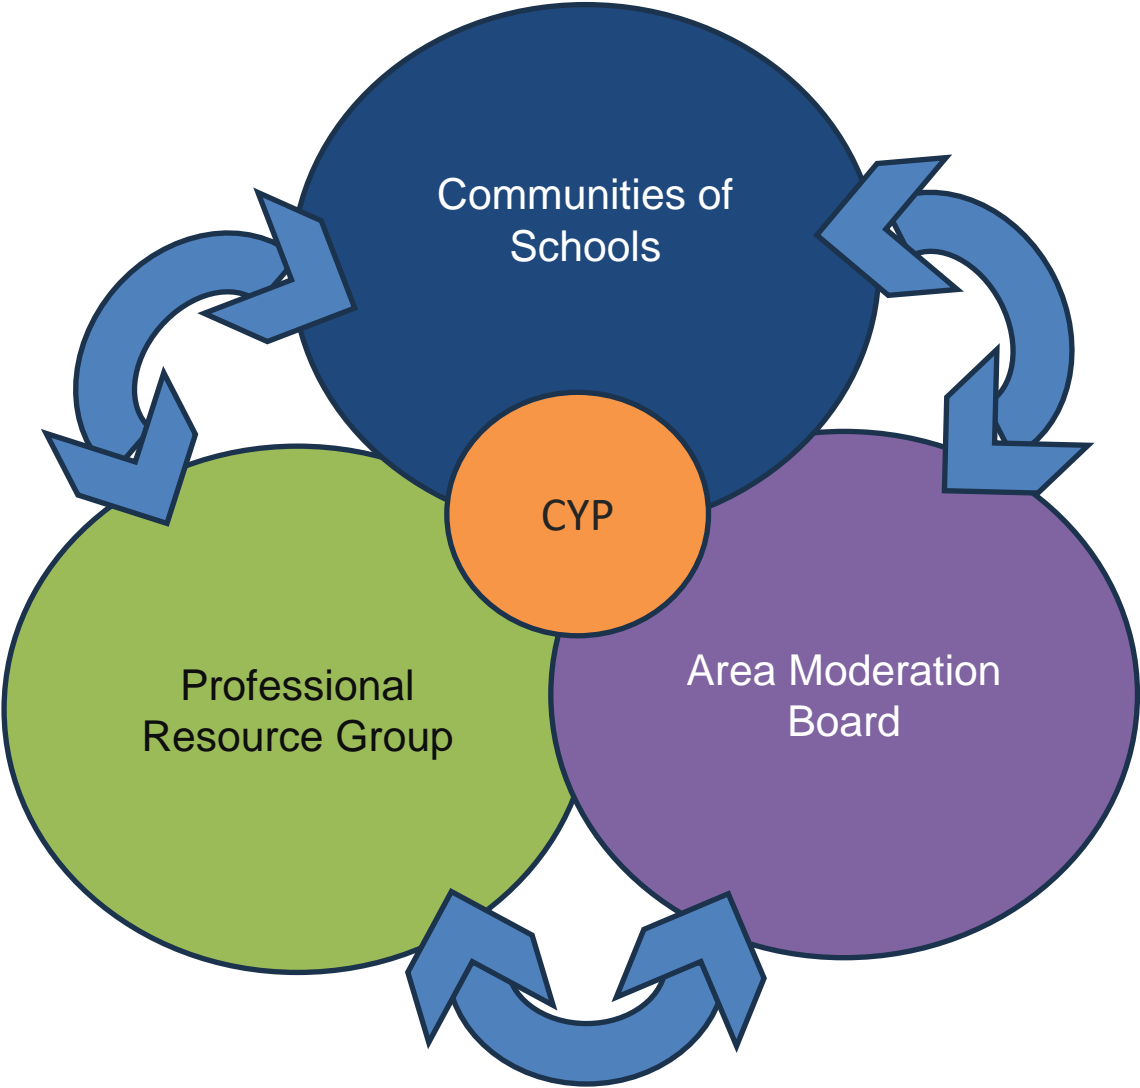 Communities of
Schools
CYP
Professional
Resource Group
Area Moderation
Board